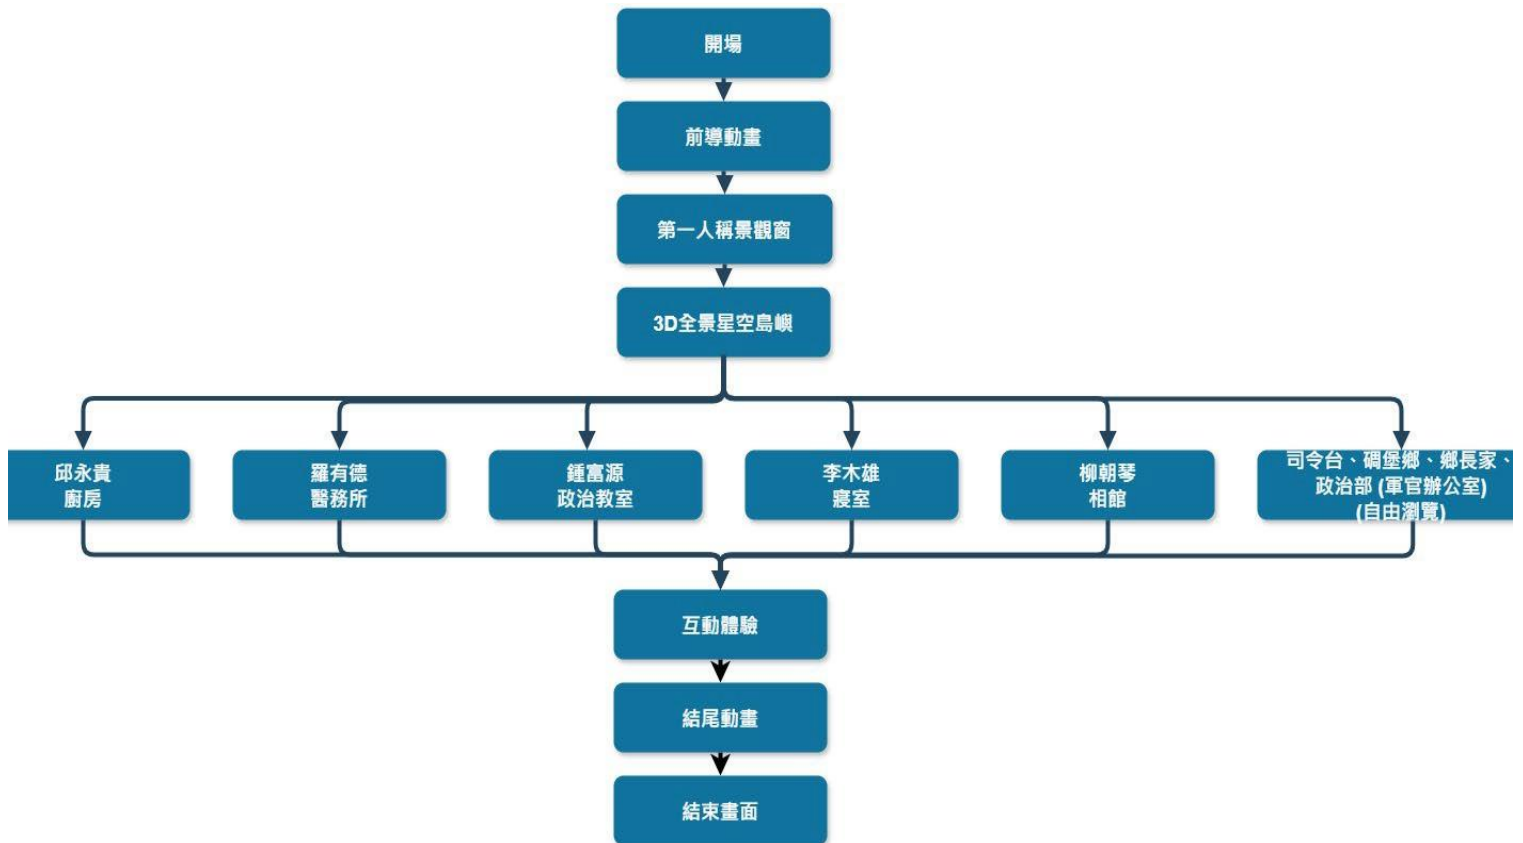 開場
前導動畫
第一人稱景觀窗
3D全景星空島嶼
邱永貴
廚房
羅有德
醫務所
鍾富源
政治教室
李木雄
寢室
柳朝琴
相館
司令台、碉堡鄉、鄉長家、
政治部 (軍官辦公室)
(自由瀏覽)
互動體驗
結尾動畫
結束畫面